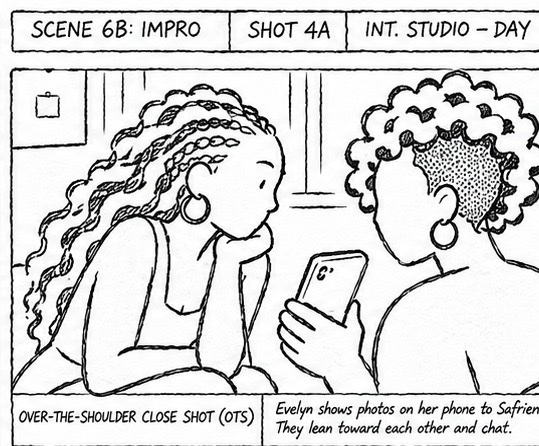 SCENE 6B: IMPRO
SHOT 4A
INT. STUDIO – DAY
OVER-THE-SHOULDER CLOSE SHOT (OTS)
Evelyn shows photos on her phone to Safrien
They lean toward each other and chat.